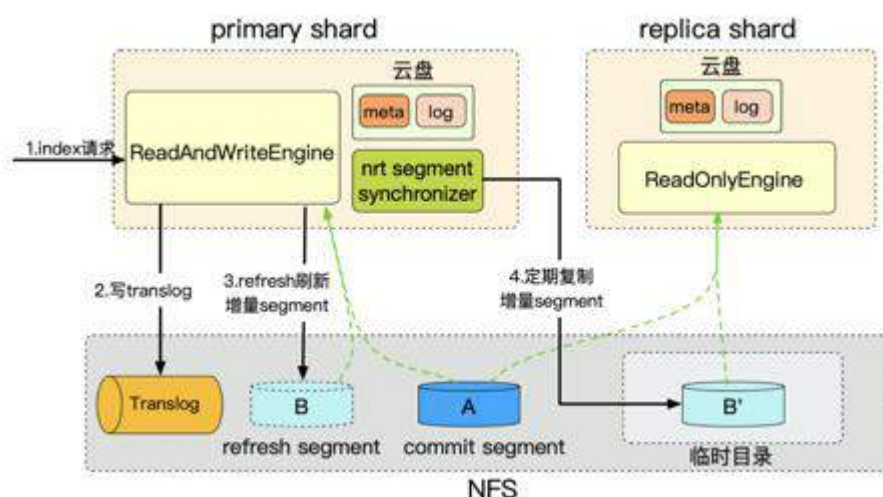 primary shard
replica shard
云盘
meta
log
云盘
meta
log
1.index请求
ReadAndWriteEngine
nrt segment
synchronizer
ReadOnlyEngine
2.写translog
3.refresh刷新
增量segment
4.定期复制
增量segment
Translog
B
A
B'
refresh segment
commit segment
临时目录
NFS